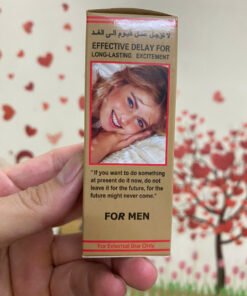 لا تؤجل عمل اليوم الى الغد
EFFECTIVE DELAY FOR
LONG-LASTING EXCITEMENT
"If you want to do something
at present do it now, do not
leave it for the future, for the
future might never come."
FOR MEN
For External Use Only